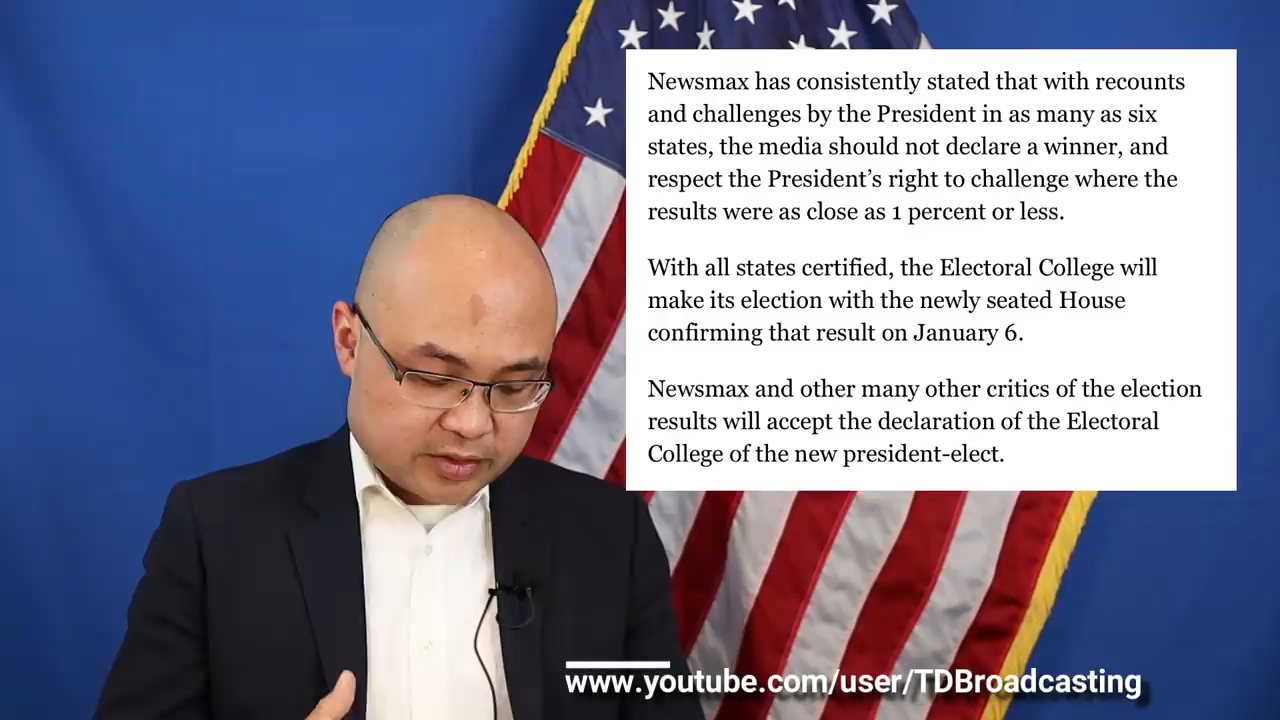 Newsmax has consistently stated that with recounts
and challenges by the President in as many as six
states, the media should not declare a winner, and
respect the President’s right to challenge where the
results were as close as 1 percent or less.
With all states certified, the Electoral College will
make its election with the newly seated House
confirming that result on January 6.
Newsmax and other many other critics of the election
results will accept the declaration of the Electoral
College of the new president-elect.
www.youtube.com/user/TDBroadcasting